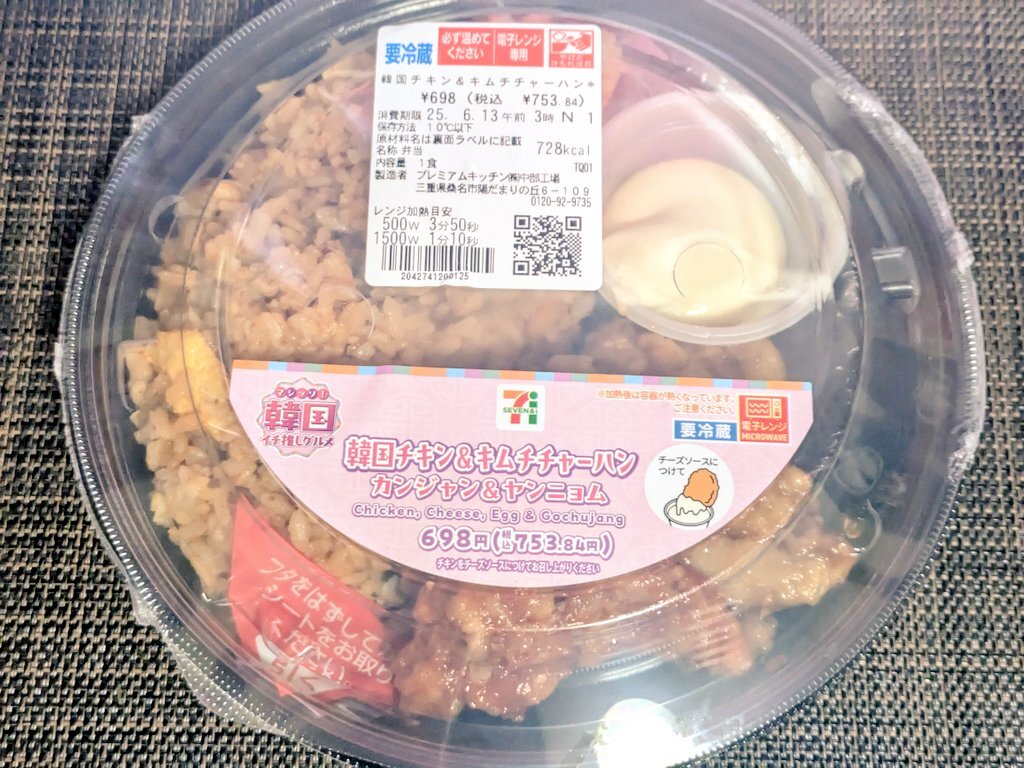 要冷蔵
必ず温めて
ください
電子レンジ
専用
韓国チキン&キムチチャーハン*
¥698 (税込 ¥753.84)
消費期限 25. 6.13午前 3時 N 1
保存方法 10℃以下
原材料名は裏面ラベルに記載
名称 弁当 728kcal
内容量 1食 TQ01
製造者 プレミアムキッチン㈱中部工場
三重県桑名市陽だまりの丘6-109
0120-92-9735
レンジ加熱目安
500W 3分50秒
1500W 1分10秒
韓国
イチ推しグルメ
SEVEN&i
※加熱後は容器が熱くなっています。
ご注意ください。
要冷蔵
電子レンジ
MICROWAVE
韓国チキン&キムチチャーハン
カンジャン&ヤンニョム
Chicken, Cheese, Egg & Gochujang
698円(税込753.84円)
チキンをチーズソースにつけてお召し上がりください
チーズソースに
つけて
フタをはずして
シートをお取り
ください